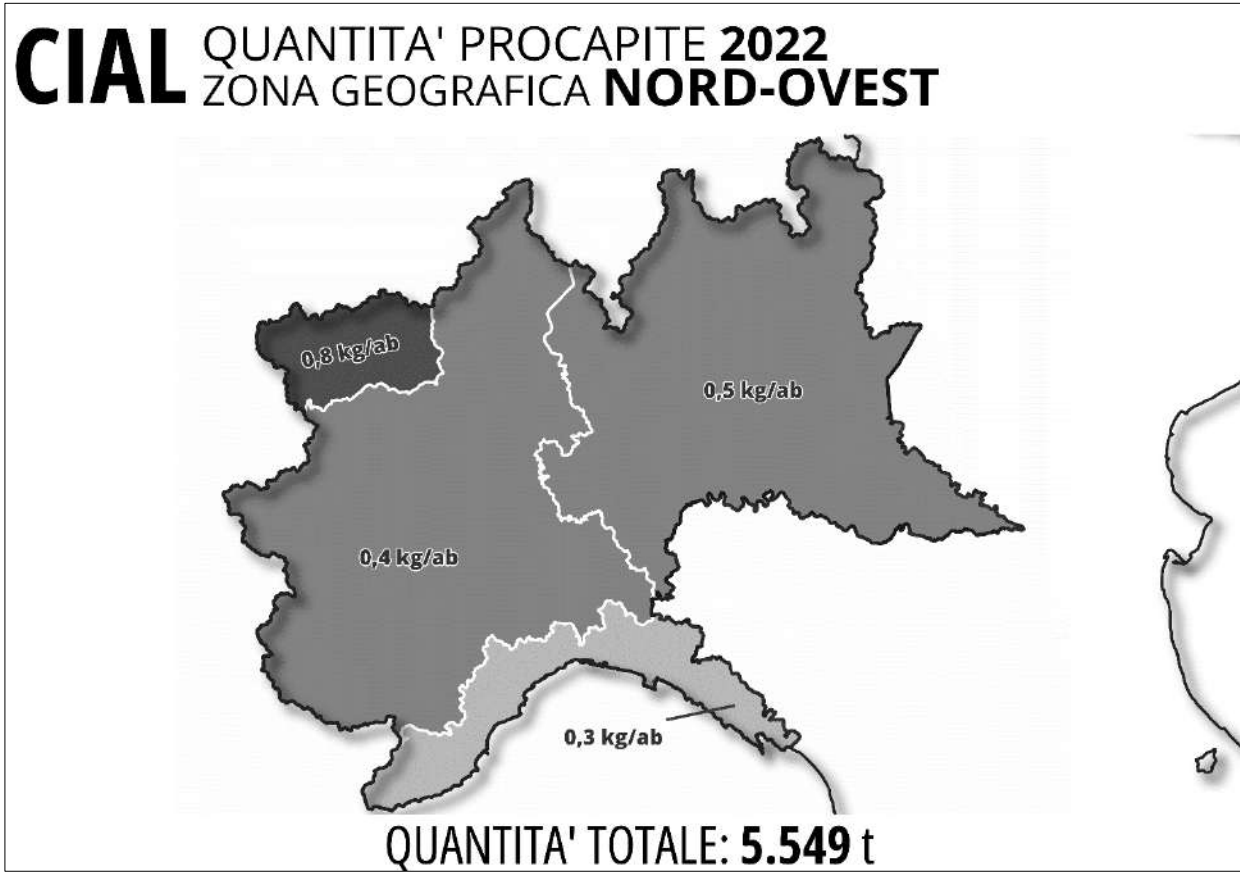 CIAL QUANTITA' PROCAPITE 2022
ZONA GEOGRAFICA NORD-OVEST
0,8 kg/ab
0,5 kg/ab
0,4 kg/ab
0,3 kg/ab
QUANTITA' TOTALE: 5.549 t